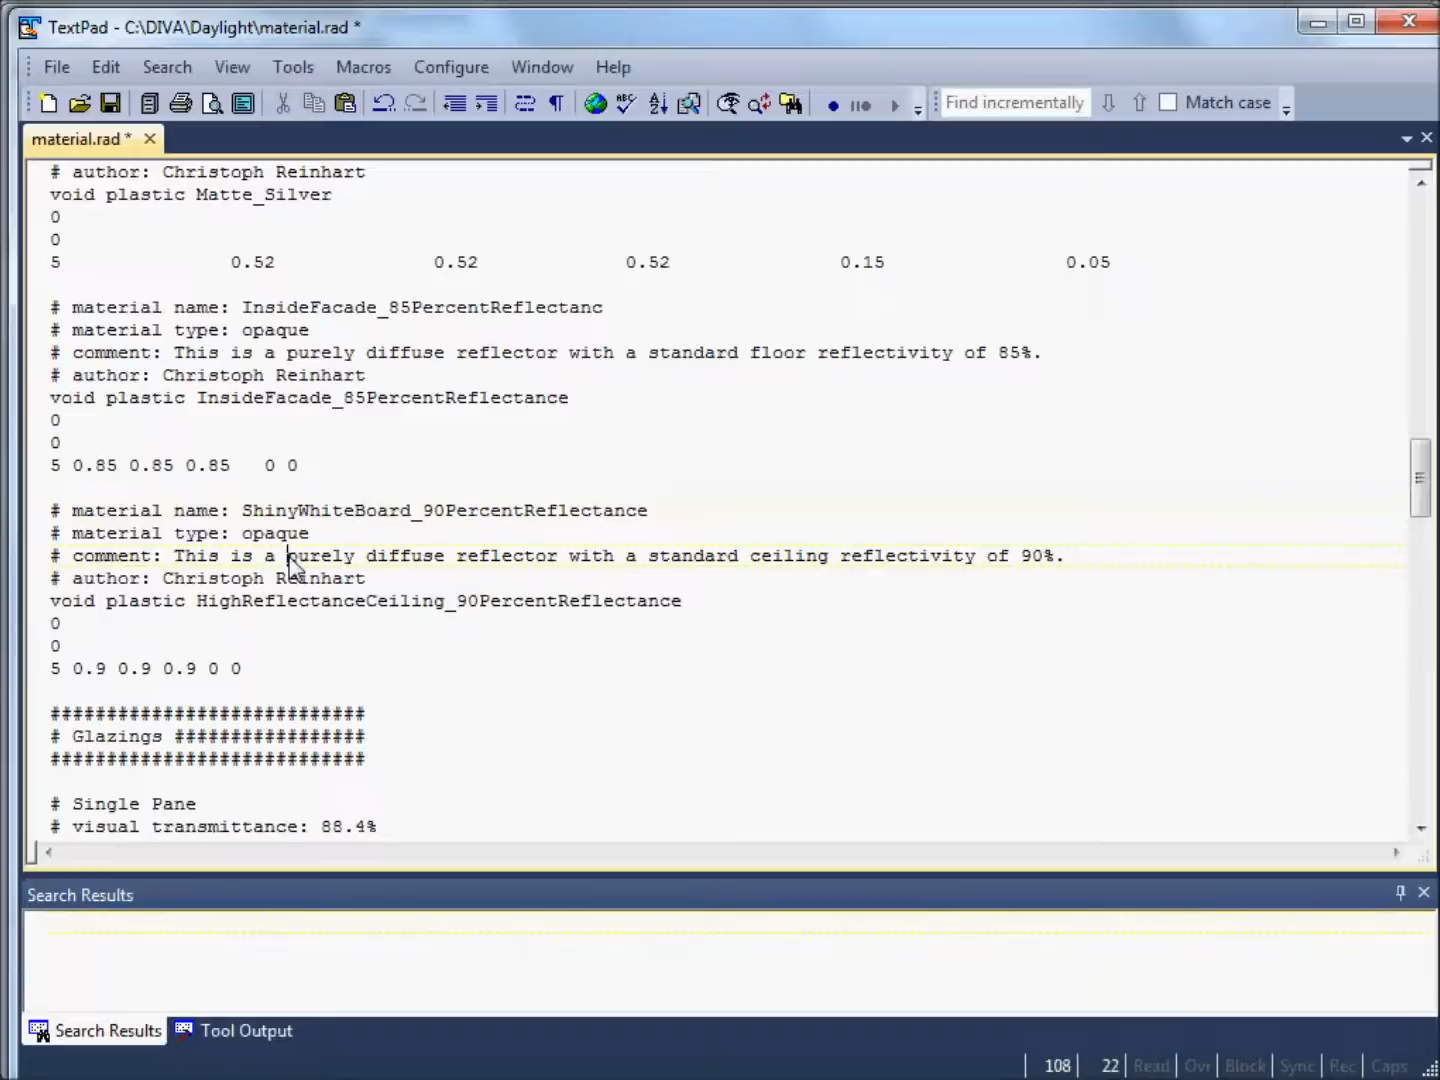 TextPad - C:\DIVA\Daylight\material.rad *
File Edit Search View Tools Macros Configure Window Help
Find incrementally Match case
material.rad *
# author: Christoph Reinhart
void plastic Matte_Silver
0
0
5 0.52 0.52 0.52 0.15 0.05
# material name: InsideFacade_85PercentReflectanc
# material type: opaque
# comment: This is a purely diffuse reflector with a standard floor reflectivity of 85%.
# author: Christoph Reinhart
void plastic InsideFacade_85PercentReflectance
0
0
5 0.85 0.85 0.85 0 0
# material name: ShinyWhiteBoard_90PercentReflectance
# material type: opaque
# comment: This is a purely diffuse reflector with a standard ceiling reflectivity of 90%.
# author: Christoph Reinhart
void plastic HighReflectanceCeiling_90PercentReflectance
0
0
5 0.9 0.9 0.9 0 0
############################
# Glazings #################
############################
# Single Pane
# visual transmittance: 88.4%
Search Results
Search Results Tool Output
108 22 Read Ovr Block Sync Rec Caps